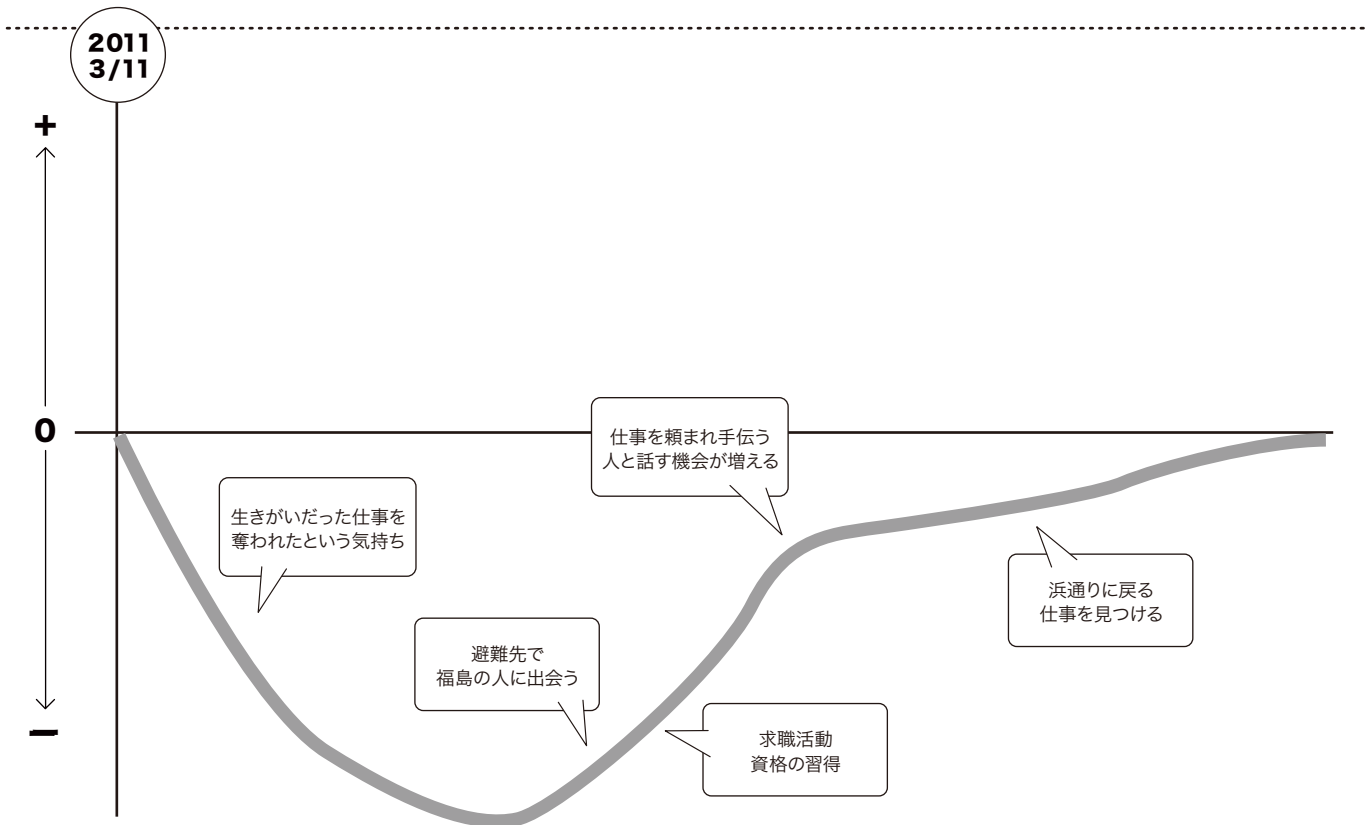 2011
3/11
+
0
−
生きがいだった仕事を
奪われたという気持ち
避難先で
福島の人に出会う
求職活動
資格の習得
仕事を頼まれ手伝う
人と話す機会が増える
浜通りに戻る
仕事を見つける